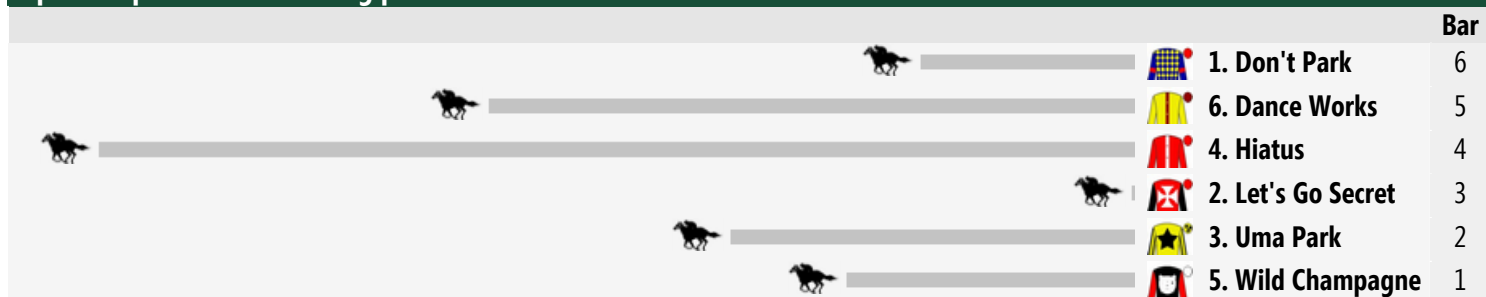 Bar
1. Don't Park 6
6. Dance Works 5
4. Hiatus 4
2. Let's Go Secret 3
3. Uma Park 2
5. Wild Champagne 1